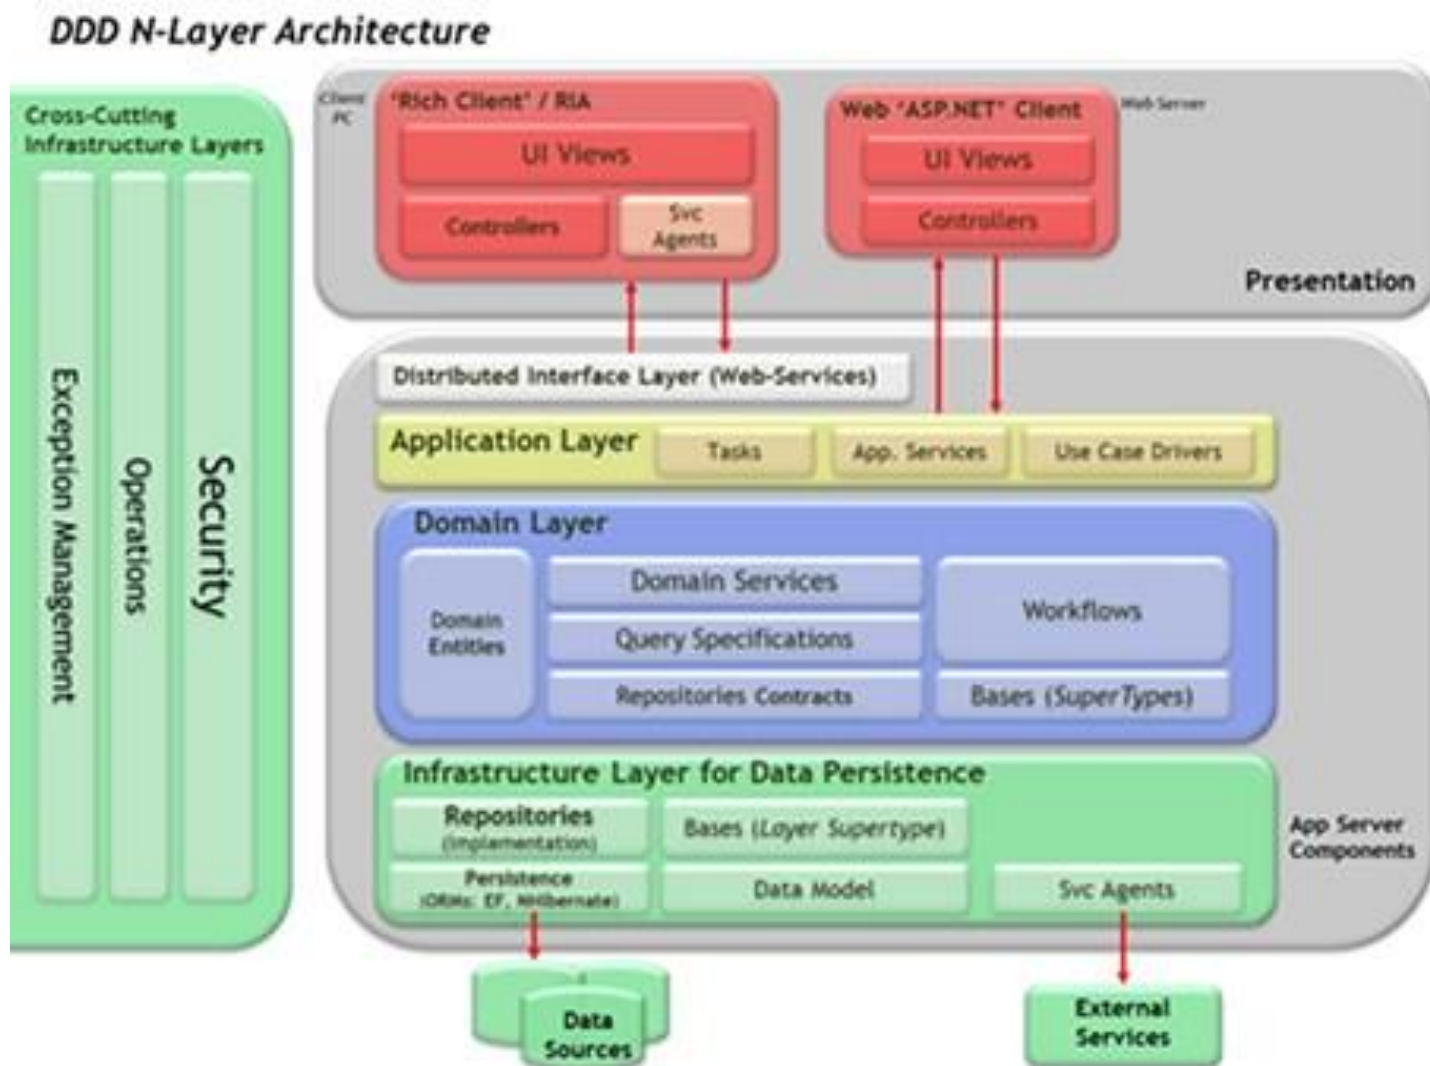 DDD N-Layer Architecture
Cross-Cutting
Infrastructure Layers
Exception Management
Operations
Security
Client
PC
'Rich Client' / RIA
UI Views
Controllers
Svc
Agents
Web 'ASP.NET' Client
UI Views
Controllers
Web Server
Presentation
Distributed Interface Layer (Web-Services)
Application Layer
Tasks
App. Services
Use Case Drivers
Domain Layer
Domain
Entities
Domain Services
Query Specifications
Repositories Contracts
Workflows
Bases (SuperTypes)
Infrastructure Layer for Data Persistence
Repositories
(Implementation)
Bases (Layer Supertype)
Persistence
(ORMs: EF, NHibernate)
Data Model
Svc Agents
App Server
Components
Data
Sources
External
Services